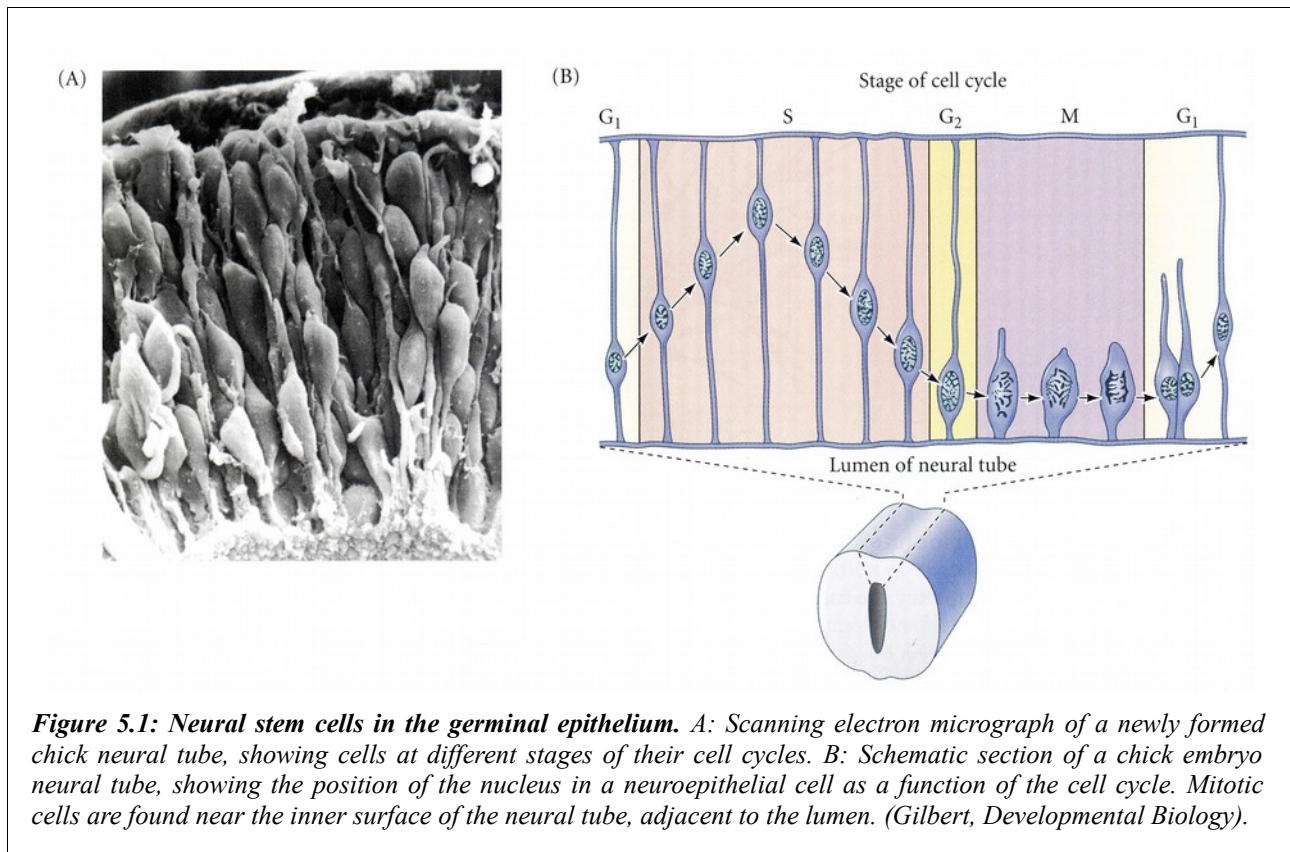 (A)
(B)
Stage of cell cycle
G₁ S G₂ M G₁
Lumen of neural tube
Figure 5.1: Neural stem cells in the germinal epithelium. A: Scanning electron micrograph of a newly formed
chick neural tube, showing cells at different stages of their cell cycles. B: Schematic section of a chick embryo
neural tube, showing the position of the nucleus in a neuroepithelial cell as a function of the cell cycle. Mitotic
cells are found near the inner surface of the neural tube, adjacent to the lumen. (Gilbert, Developmental Biology).